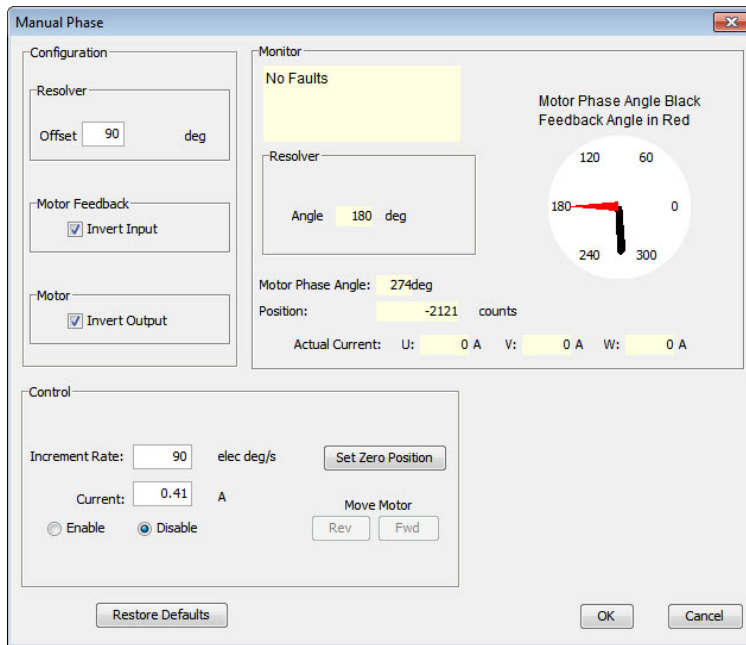 Manual Phase
Configuration
Resolver
Offset 90 deg
Motor Feedback
Invert Input
Motor
Invert Output
Monitor
No Faults
Resolver
Angle 180 deg
Motor Phase Angle Black
Feedback Angle in Red
120 60
180 0
240 300
Motor Phase Angle: 274deg
Position: -2121 counts
Actual Current: U: 0 A V: 0 A W: 0 A
Control
Increment Rate: 90 elec deg/s Set Zero Position
Current: 0.41 A
Move Motor
Enable Disable Rev Fwd
Restore Defaults OK Cancel